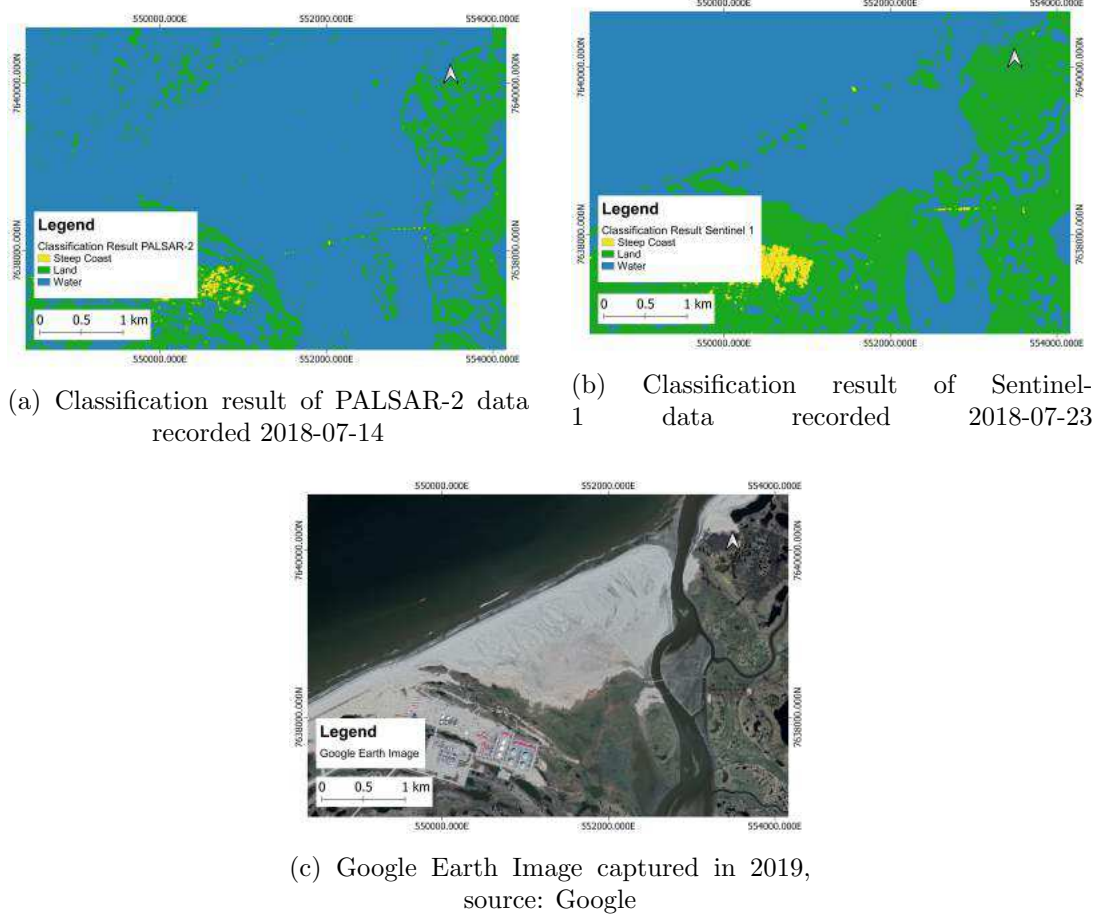 550000.000E 552000.000E 554000.000E
7640000.000N
7638000.000N
7640000.000N
7638000.000N
Legend
Classification Result PALSAR-2
Steep Coast
Land
Water
0 0.5 1 km
550000.000E 552000.000E 554000.000E
(a) Classification result of PALSAR-2 data
recorded 2018-07-14
550000.000E 552000.000E 554000.000E
7640000.000N
7638000.000N
7640000.000N
7638000.000N
Legend
Classification Result Sentinel 1
Steep Coast
Land
Water
0 0.5 1 km
550000.000E 552000.000E 554000.000E
(b) Classification result of Sentinel-
1 data recorded 2018-07-23
550000.000E 552000.000E 554000.000E
7640000.000N
7638000.000N
7640000.000N
7638000.000N
Legend
Google Earth Image
0 0.5 1 km
550000.000E 552000.000E 554000.000E
(c) Google Earth Image captured in 2019,
source: Google